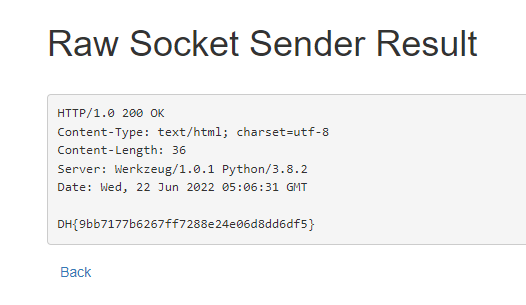 Raw Socket Sender Result
HTTP/1.0 200 OK
Content-Type: text/html; charset=utf-8
Content-Length: 36
Server: Werkzeug/1.0.1 Python/3.8.2
Date: Wed, 22 Jun 2022 05:06:31 GMT
DH{9bb7177b6267ff7288e24e06d8dd6df5}
Back